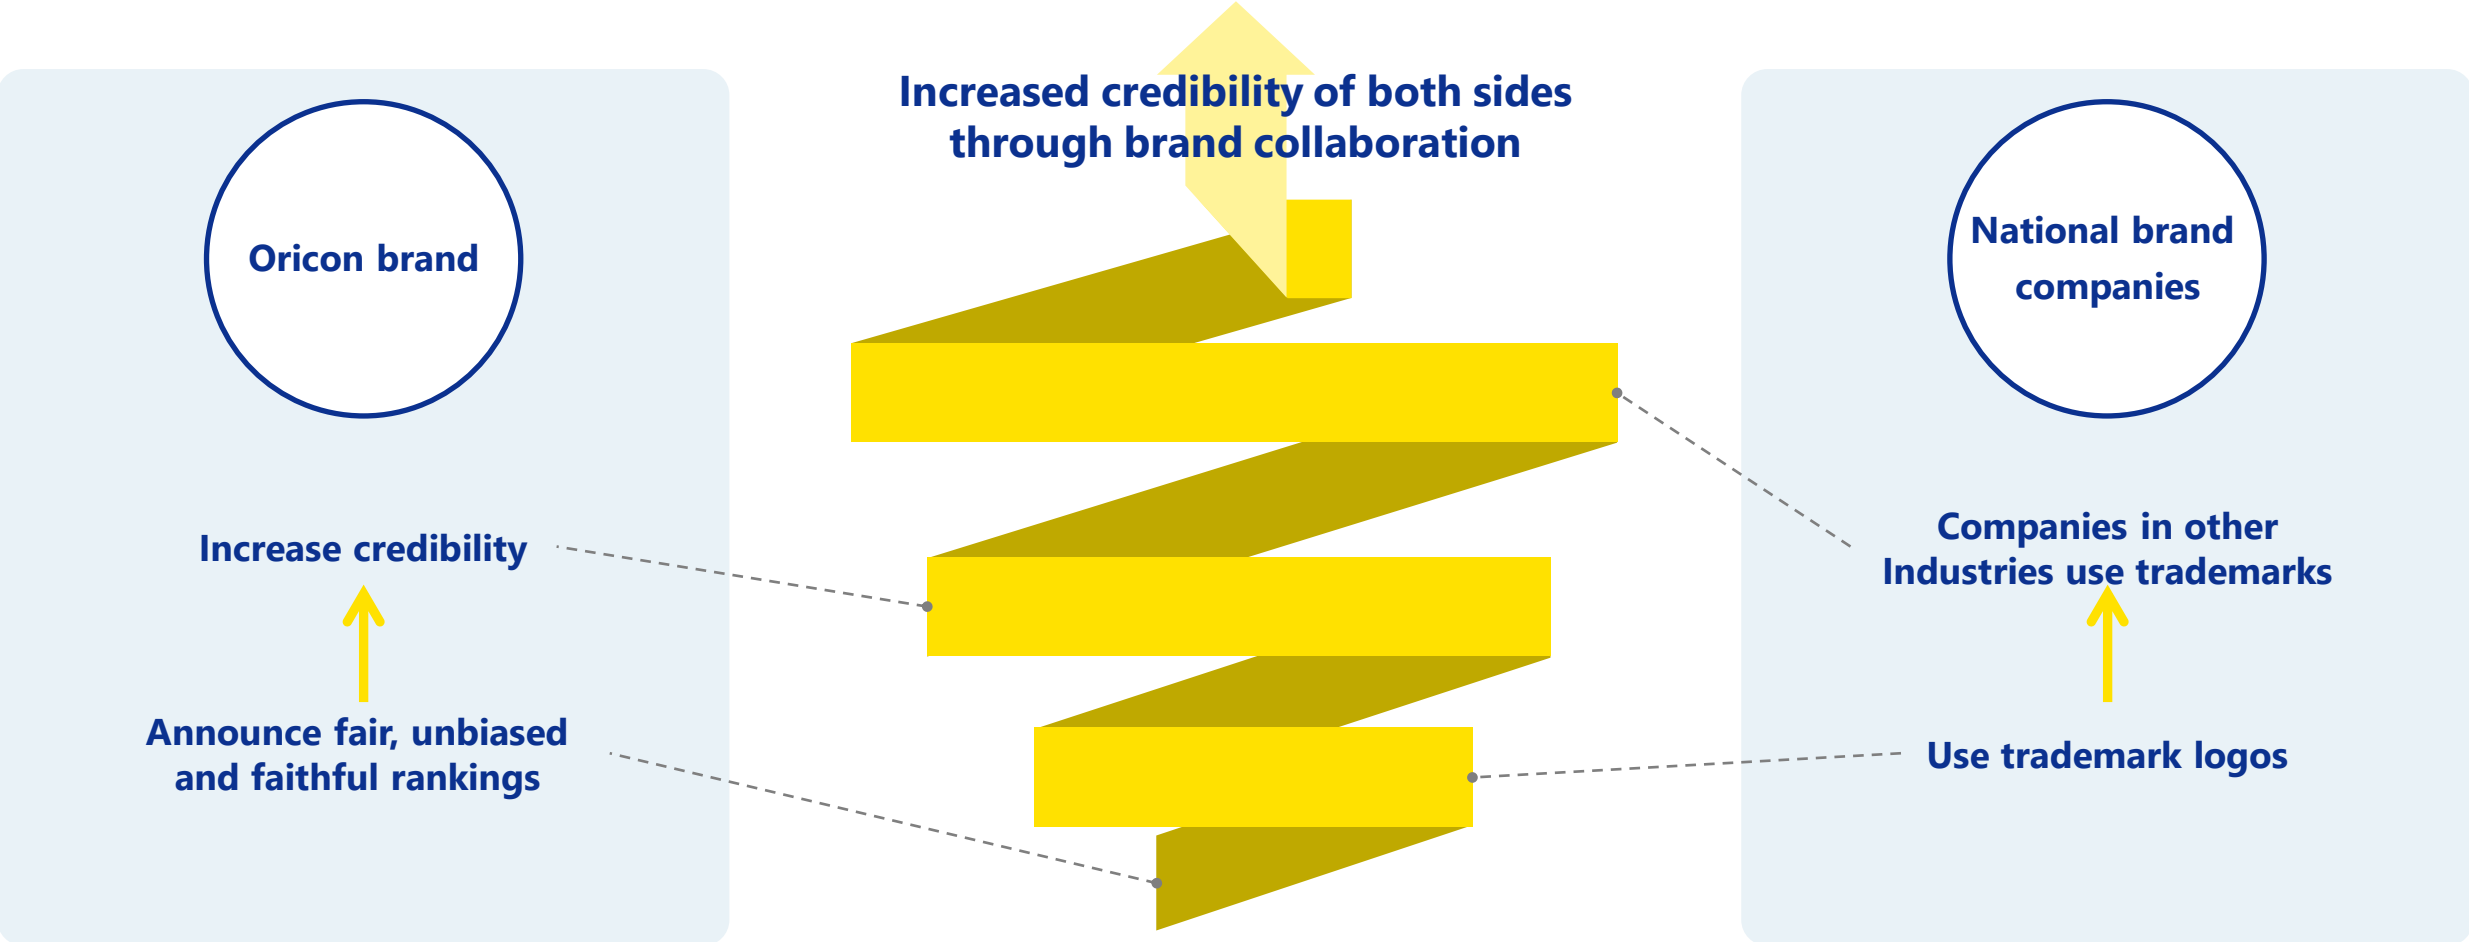 Increased credibility of both sides
through brand collaboration
Oricon brand
Increase credibility
Announce fair, unbiased
and faithful rankings
National brand
companies
Companies in other
Industries use trademarks
Use trademark logos